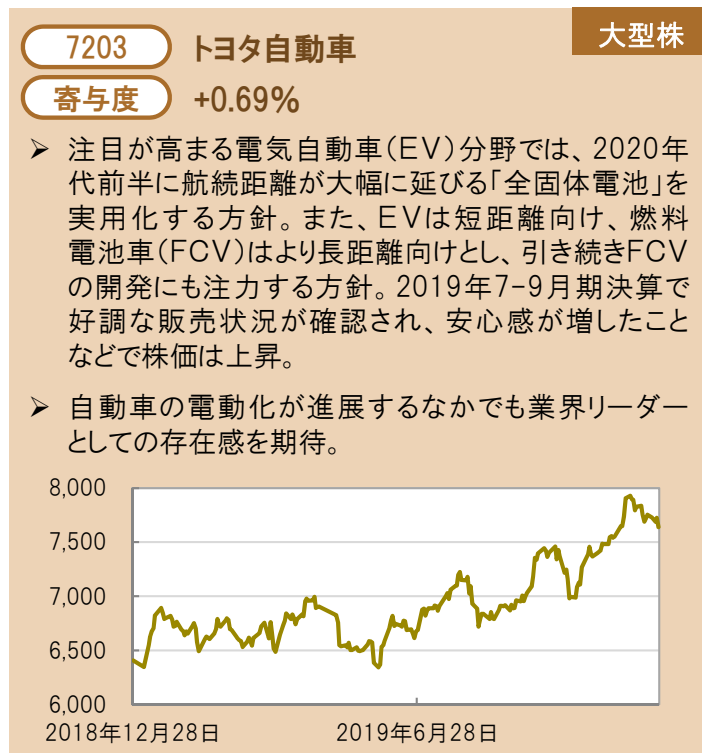 大型株
7203 トヨタ自動車
寄与度 +0.69%
➢ 注目が高まる電気自動車(EV)分野では、2020年
代前半に航続距離が大幅に延びる「全固体電池」を
実用化する方針。また、EVは短距離向け、燃料
電池車(FCV)はより長距離向けとし、引き続きFCV
の開発にも注力する方針。2019年7-9月期決算で
好調な販売状況が確認され、安心感が増したこと
などで株価は上昇。
➢ 自動車の電動化が進展するなかでも業界リーダー
としての存在感を期待。
8,000
7,500
7,000
6,500
6,000
2018年12月28日 2019年6月28日